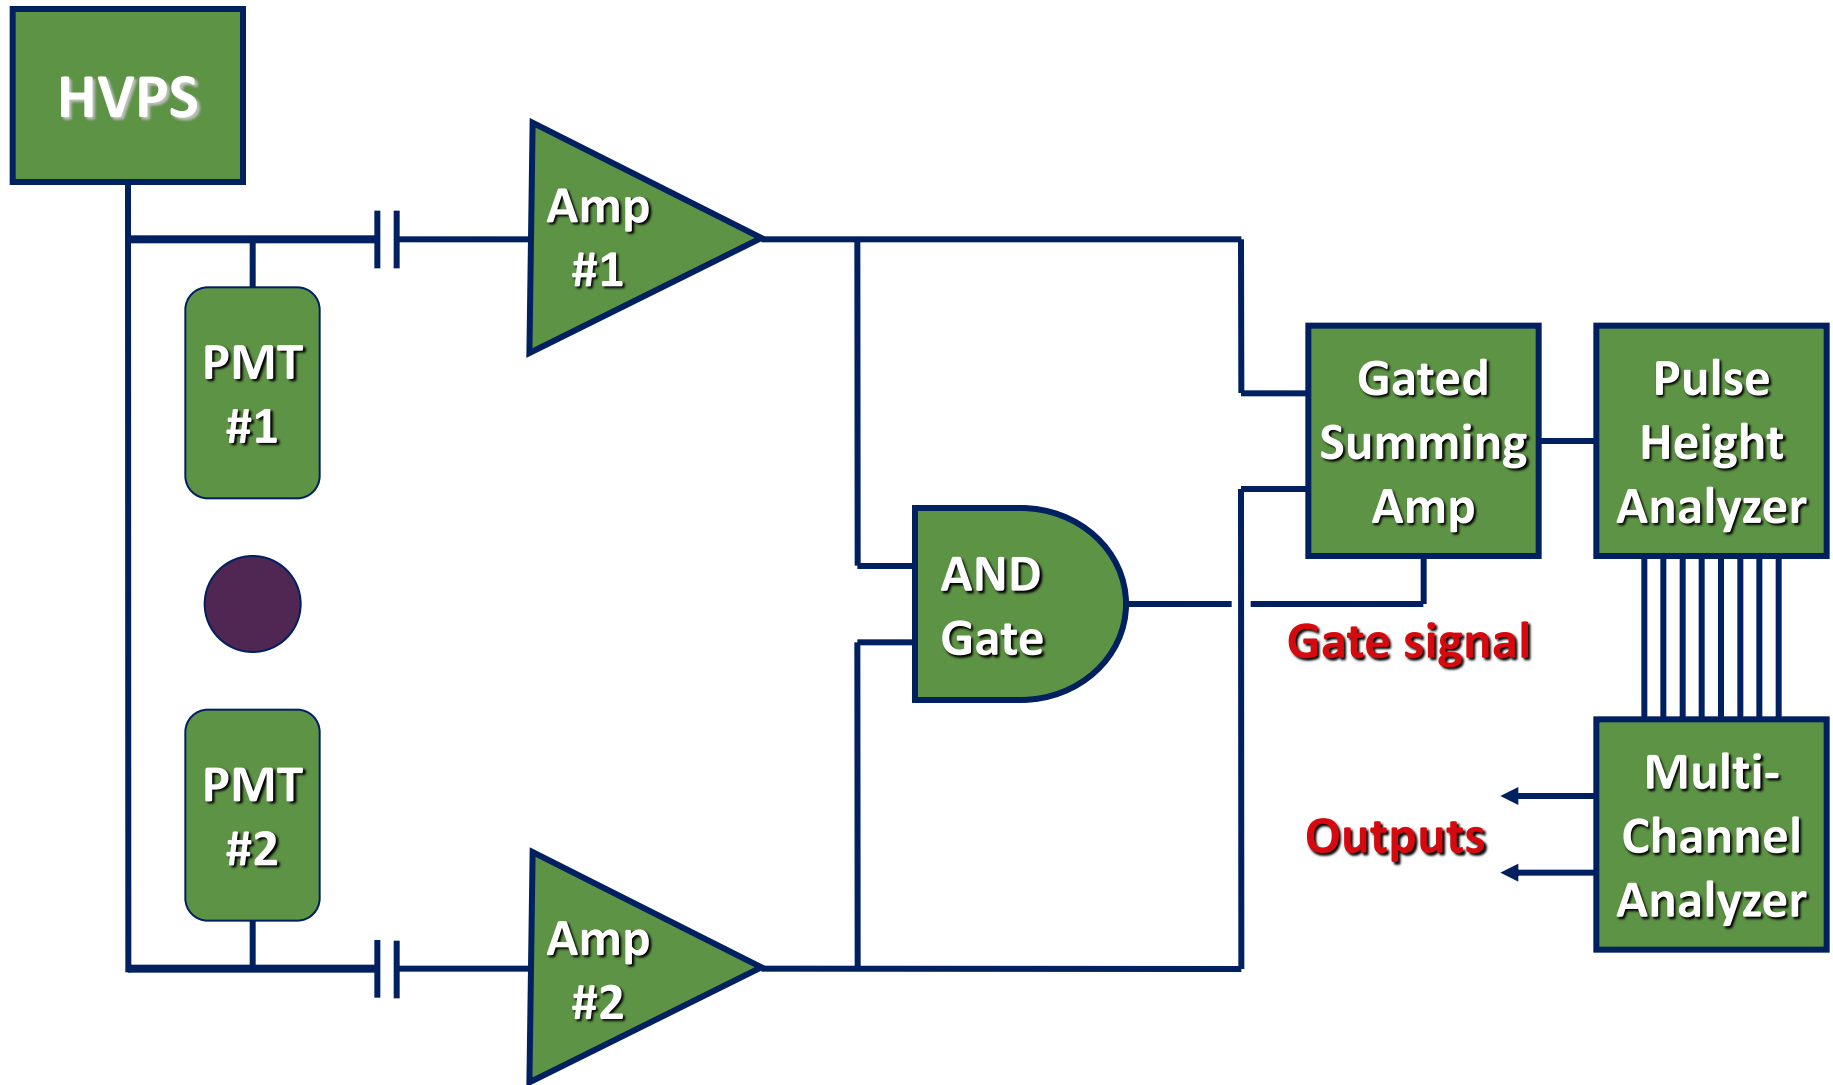 HVPS
Amp
#1
PMT
#1
Gated
Summing
Amp
Pulse
Height
Analyzer
AND
Gate
Gate signal
PMT
#2
Multi-
Channel
Analyzer
Outputs
Amp
#2